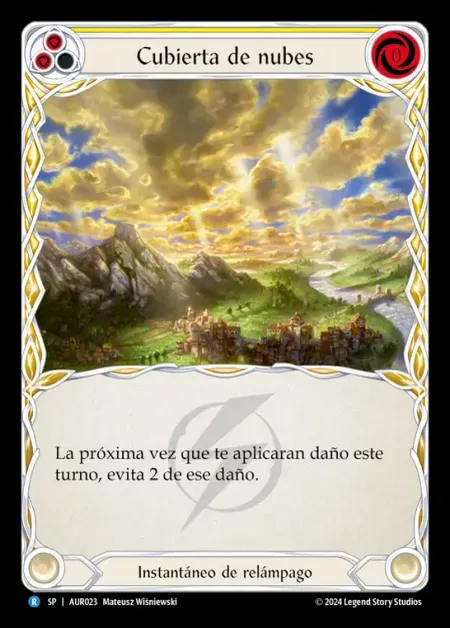 Cubierta de nubes
0
La próxima vez que te aplicaran daño este
turno, evita 2 de ese daño.
Instantáneo de relámpago
R SP | AUR023 Mateusz Wiśniewski © 2024 Legend Story Studios